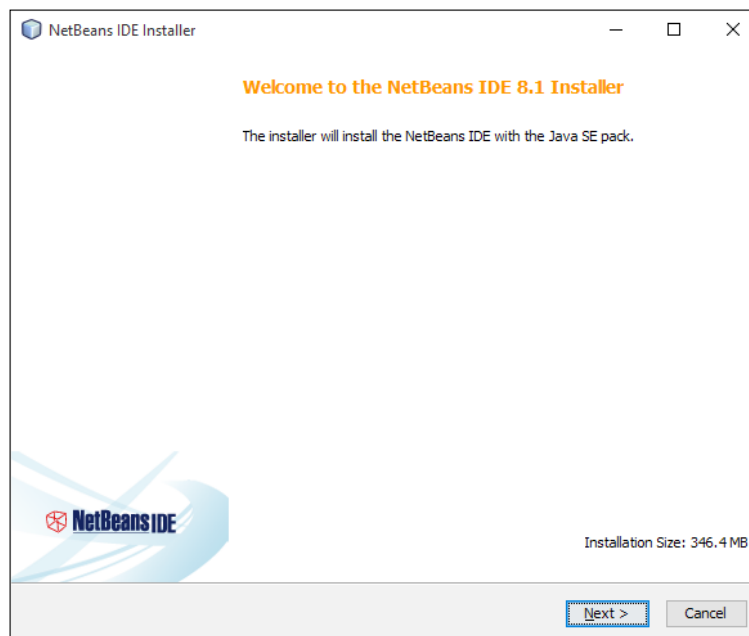 NetBeans IDE Installer
Welcome to the NetBeans IDE 8.1 Installer
The installer will install the NetBeans IDE with the Java SE pack.
NetBeans IDE
Installation Size: 346.4 MB
Next >
Cancel